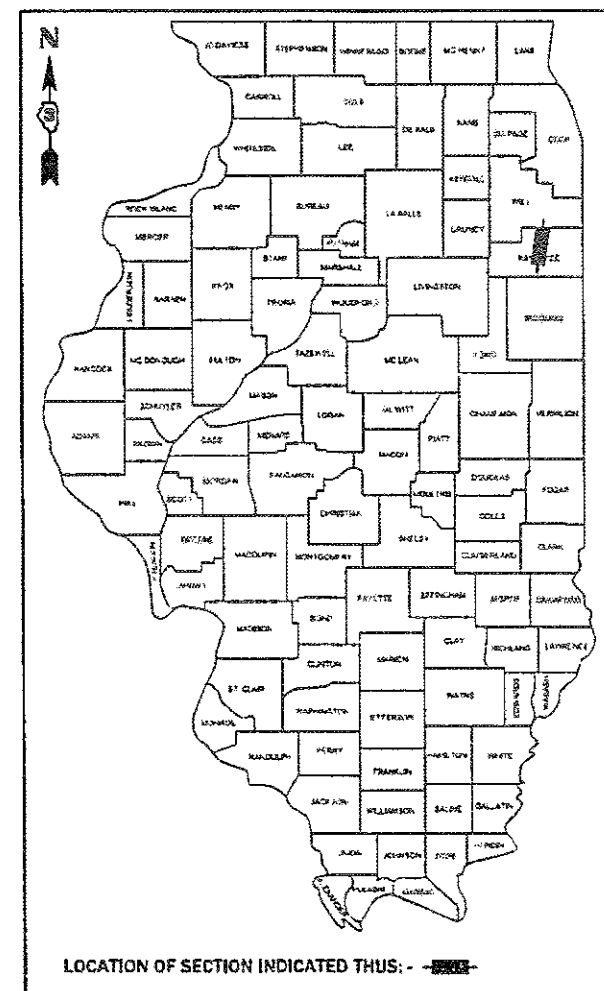 N
JO DAVIESS STEPHENSON WINNEBAGO BOONE MC HENRY LAKE
CARROLL OGLE DE KALB KANE DU PAGE COOK
WHITESIDE LEE KENDALL WILL
ROCK ISLAND HENRY BUREAU LA SALLE GRUNDY
MERCER STARK PUTNAM KANKAKEE
MARSHALL
HENDERSON WARREN KNOX PEORIA WOODFORD LIVINGSTON IROQUOIS
HANCOCK MC DONOUGH FULTON TAZEWELL MC LEAN FORD
SCHUYLER MASON LOGAN DE WITT CHAMPAIGN VERMILION
ADAMS CASS MENARD PIATT
MACON
MORGAN SANGAMON DOUGLAS EDGAR
PIKE SCOTT CHRISTIAN MOULTRIE COLES
GREENE MACOUPIN MONTGOMERY SHELBY CUMBERLAND CLARK
JERSEY FAYETTE EFFINGHAM JASPER CRAWFORD
MADISON BOND CLAY RICHLAND LAWRENCE
CLINTON MARION
ST CLAIR WAYNE EDWARDS WABASH
MONROE WASHINGTON JEFFERSON
RANDOLPH PERRY HAMILTON WHITE
FRANKLIN
JACKSON WILLIAMSON SALINE GALLATIN
UNION JOHNSON POPE HARDIN
PULASKI
LOCATION OF SECTION INDICATED THUS: -